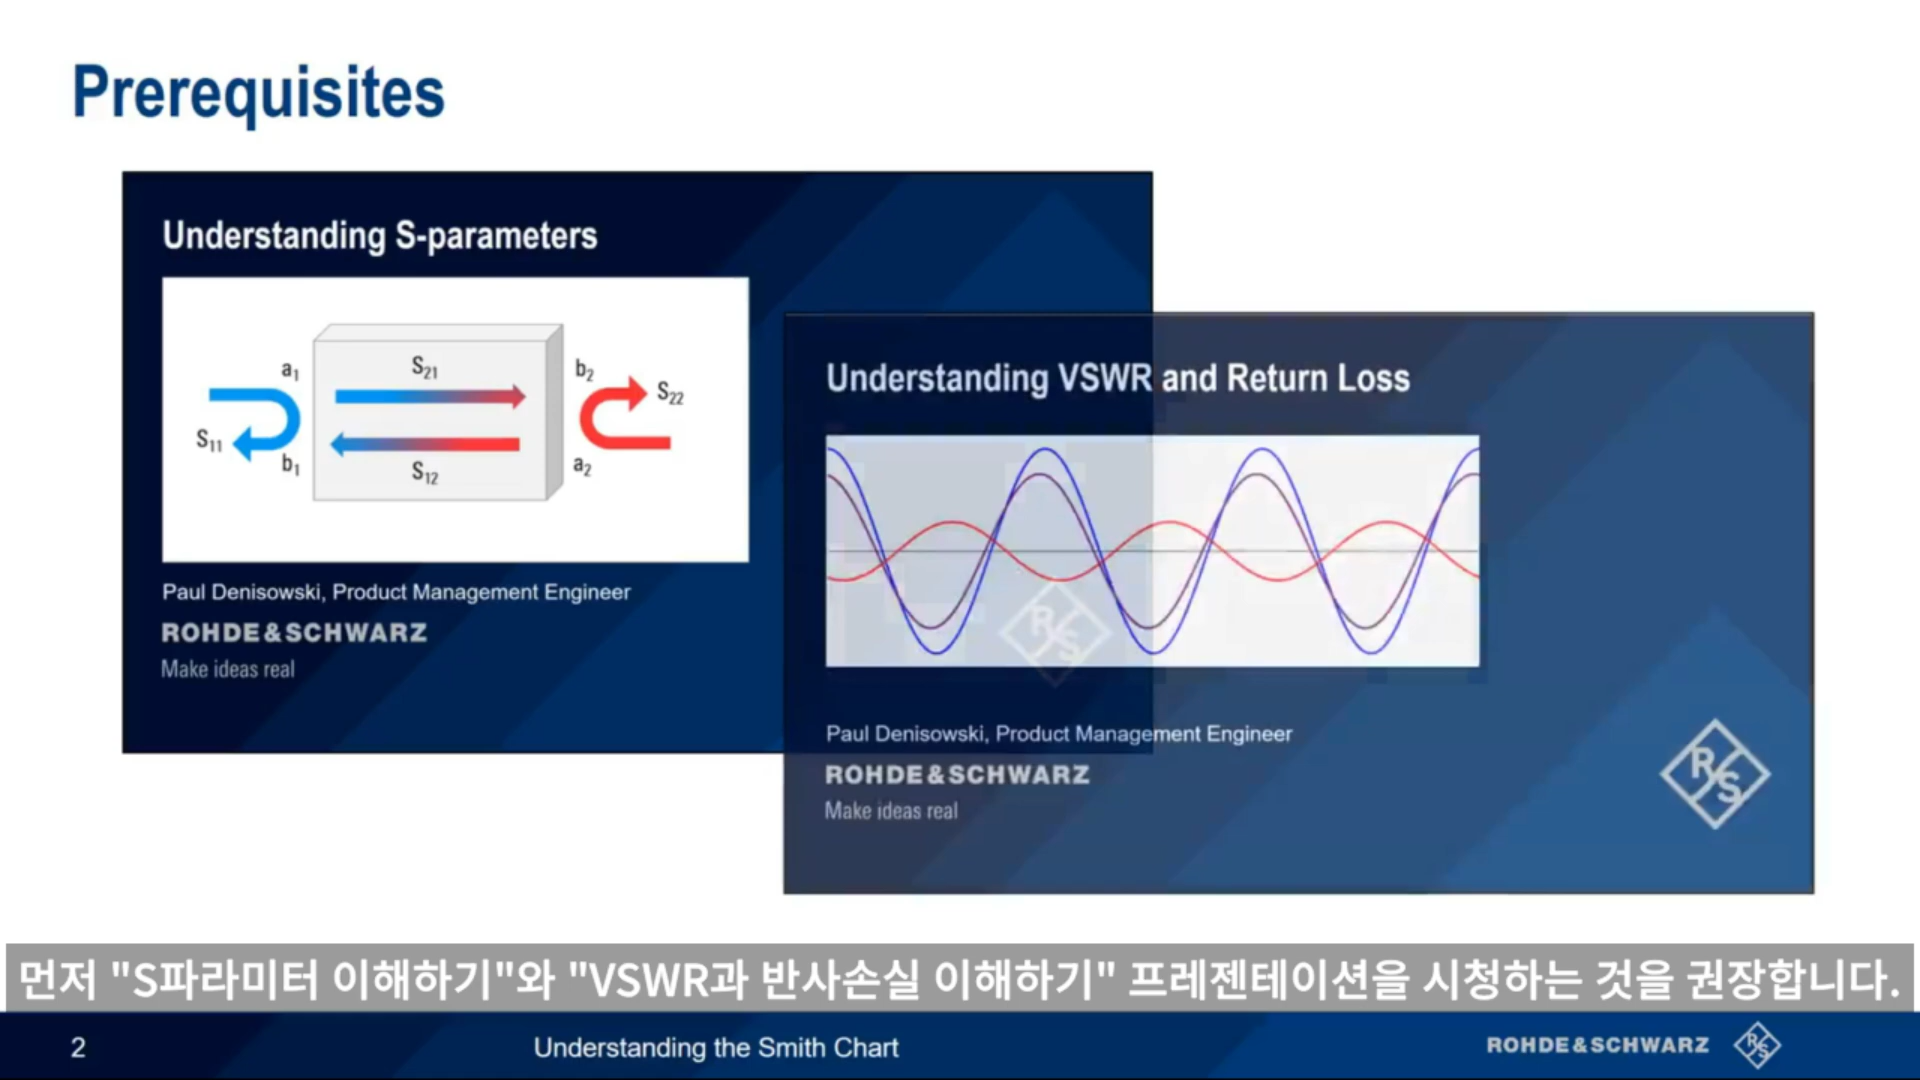 Prerequisites
Understanding S-parameters
a1
S21
b2
S22
S11
b1
S12
a2
Paul Denisowski, Product Management Engineer
ROHDE&SCHWARZ
Make ideas real
Understanding VSWR and Return Loss
R/S
Paul Denisowski, Product Management Engineer
ROHDE&SCHWARZ
Make ideas real
R/S
먼저 "S파라미터 이해하기"와 "VSWR과 반사손실 이해하기" 프레젠테이션을 시청하는 것을 권장합니다.
2
Understanding the Smith Chart
ROHDE&SCHWARZ
R/S